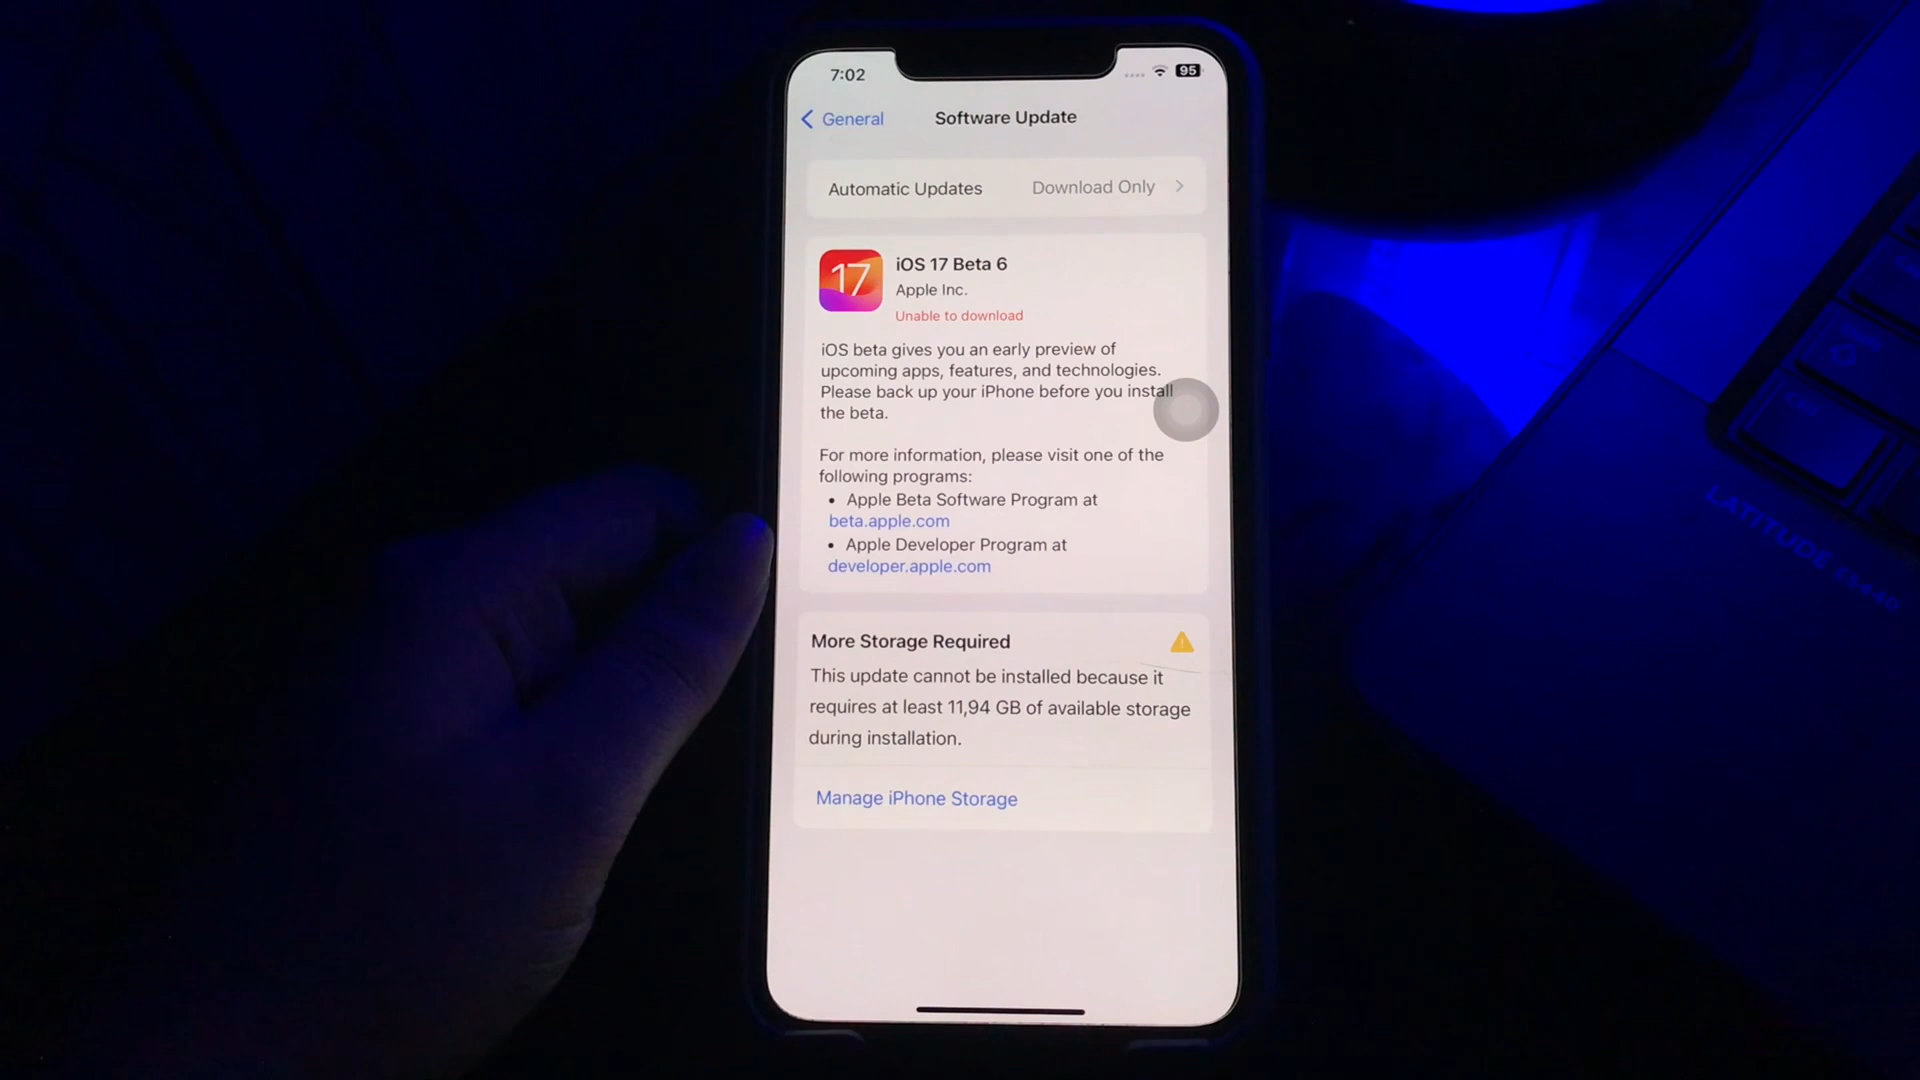 7:02
95
General
Software Update
Automatic Updates
Download Only
17
iOS 17 Beta 6
Apple Inc.
Unable to download
iOS beta gives you an early preview of
upcoming apps, features, and technologies.
Please back up your iPhone before you install
the beta.
For more information, please visit one of the
following programs:
• Apple Beta Software Program at
beta.apple.com
• Apple Developer Program at
developer.apple.com
More Storage Required
This update cannot be installed because it
requires at least 11,94 GB of available storage
during installation.
Manage iPhone Storage
LATITUDE E5440